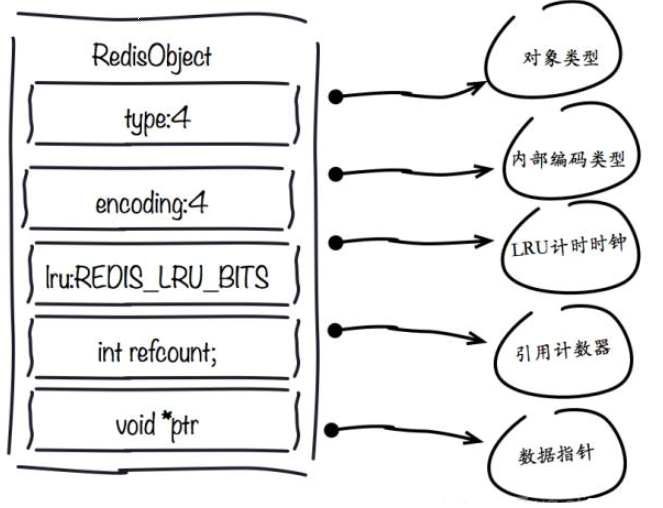 RedisObject
type:4
对象类型
encoding:4
内部编码类型
lru:REDIS_LRU_BITS
LRU计时时钟
int refcount;
引用计数器
void *ptr
数据指针